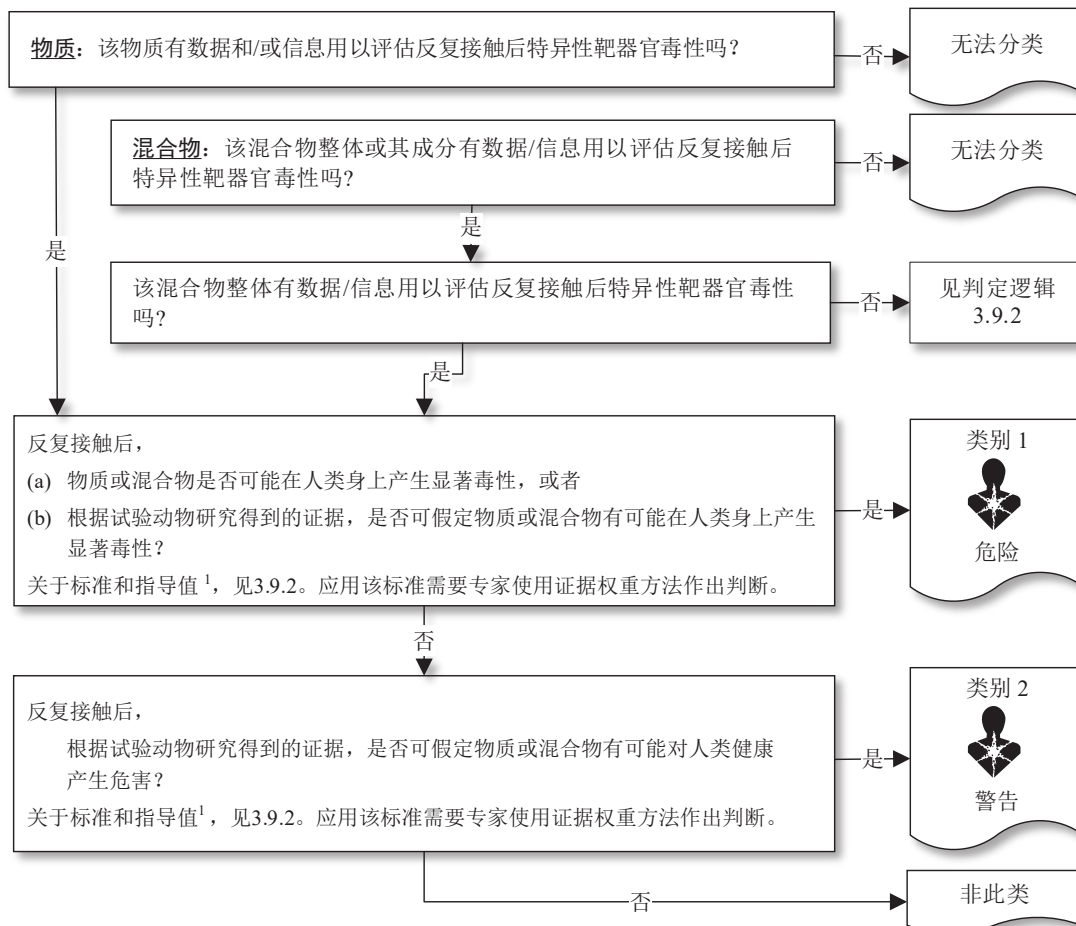 物质：该物质有数据和/或信息用以评估反复接触后特异性靶器官毒性吗？
否
无法分类
混合物：该混合物整体或其成分有数据/信息用以评估反复接触后
特异性靶器官毒性吗？
否
无法分类
是
是
该混合物整体有数据/信息用以评估反复接触后特异性靶器官毒性
吗？
否
见判定逻辑
3.9.2
是
反复接触后，
(a) 物质或混合物是否可能在人类身上产生显著毒性，或者
(b) 根据试验动物研究得到的证据，是否可假定物质或混合物有可能在人类身上产生
显著毒性？
关于标准和指导值1，见3.9.2。应用该标准需要专家使用证据权重方法作出判断。
是
类别 1
危险
否
反复接触后，
根据试验动物研究得到的证据，是否可假定物质或混合物有可能对人类健康
产生危害？
关于标准和指导值1，见3.9.2。应用该标准需要专家使用证据权重方法作出判断。
是
类别 2
警告
否
非此类